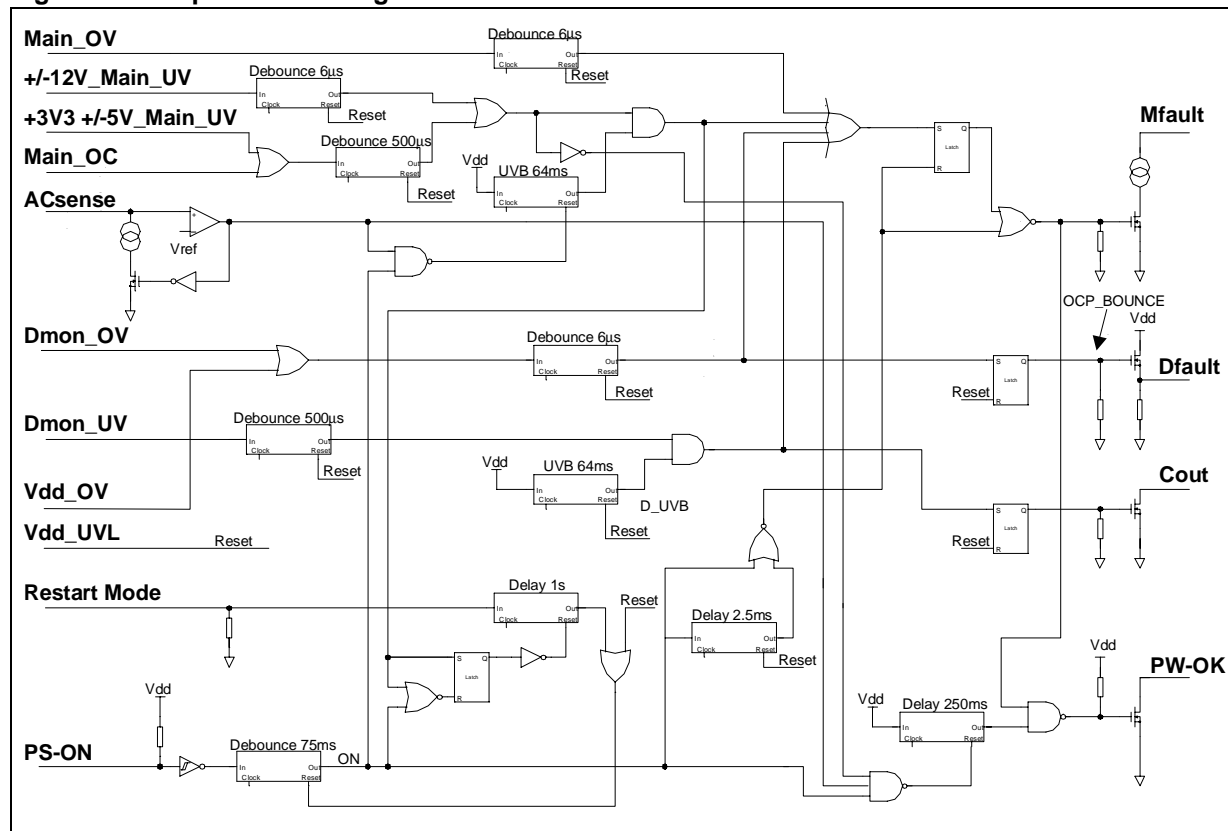 Main_OV
Debounce 6µs
In
Out
Clock
Reset
Reset
+/-12V_Main_UV
Debounce 6µs
In
Out
Clock
Reset
Reset
+3V3 +/-5V_Main_UV
Debounce 500µs
In
Out
Clock
Reset
Reset
Main_OC
Vdd
UVB 64ms
In
Out
Clock
Reset
S
Q
Latch
R
Mfault
ACsense
+
Vref
OCP_BOUNCE
Vdd
Dmon_OV
Debounce 6µs
In
Out
Clock
Reset
Reset
S
Q
Latch
Reset
R
Dfault
Dmon_UV
Debounce 500µs
In
Out
Clock
Reset
Reset
Vdd
UVB 64ms
In
Out
Clock
Reset
D_UVB
Reset
Vdd_OV
S
Q
Latch
Reset
R
Cout
Vdd_UVL
Reset
Restart Mode
Delay 1s
In
Out
Clock
Reset
Reset
Delay 2.5ms
In
Out
Clock
Reset
Reset
S
Q
Latch
R
Vdd
Vdd
Delay 250ms
In
Out
Clock
Reset
Vdd
PW-OK
PS-ON
Debounce 75ms
In
Out
Clock
Reset
ON